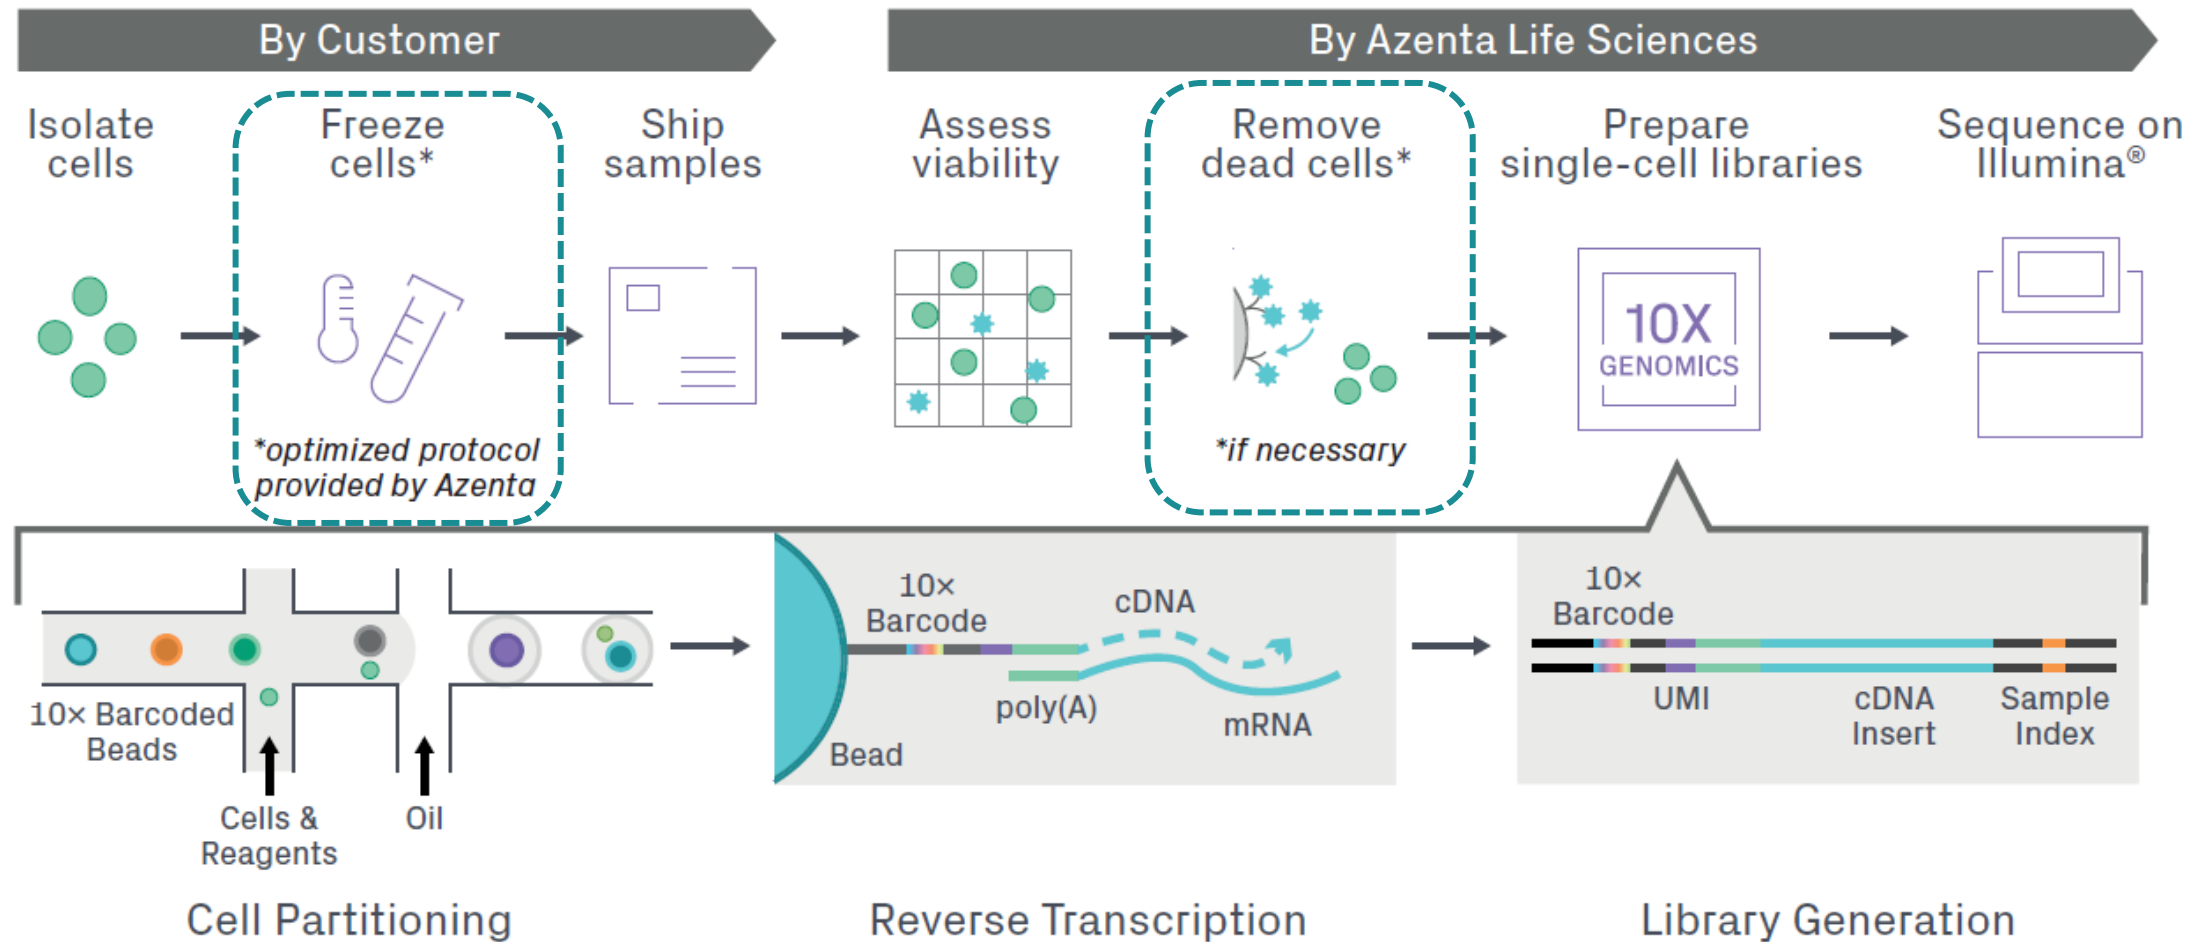 By Customer
By Azenta Life Sciences
Isolate
cells
Freeze
cells*
*optimized protocol
provided by Azenta
Ship
samples
Assess
viability
Remove
dead cells*
*if necessary
Prepare
single-cell libraries
10X
GENOMICS
Sequence on
Illumina®
10× Barcoded
Beads
Cells &
Reagents
Oil
Cell Partitioning
10×
Barcode
cDNA
poly(A)
mRNA
Bead
Reverse Transcription
10×
Barcode
UMI
cDNA
Insert
Sample
Index
Library Generation